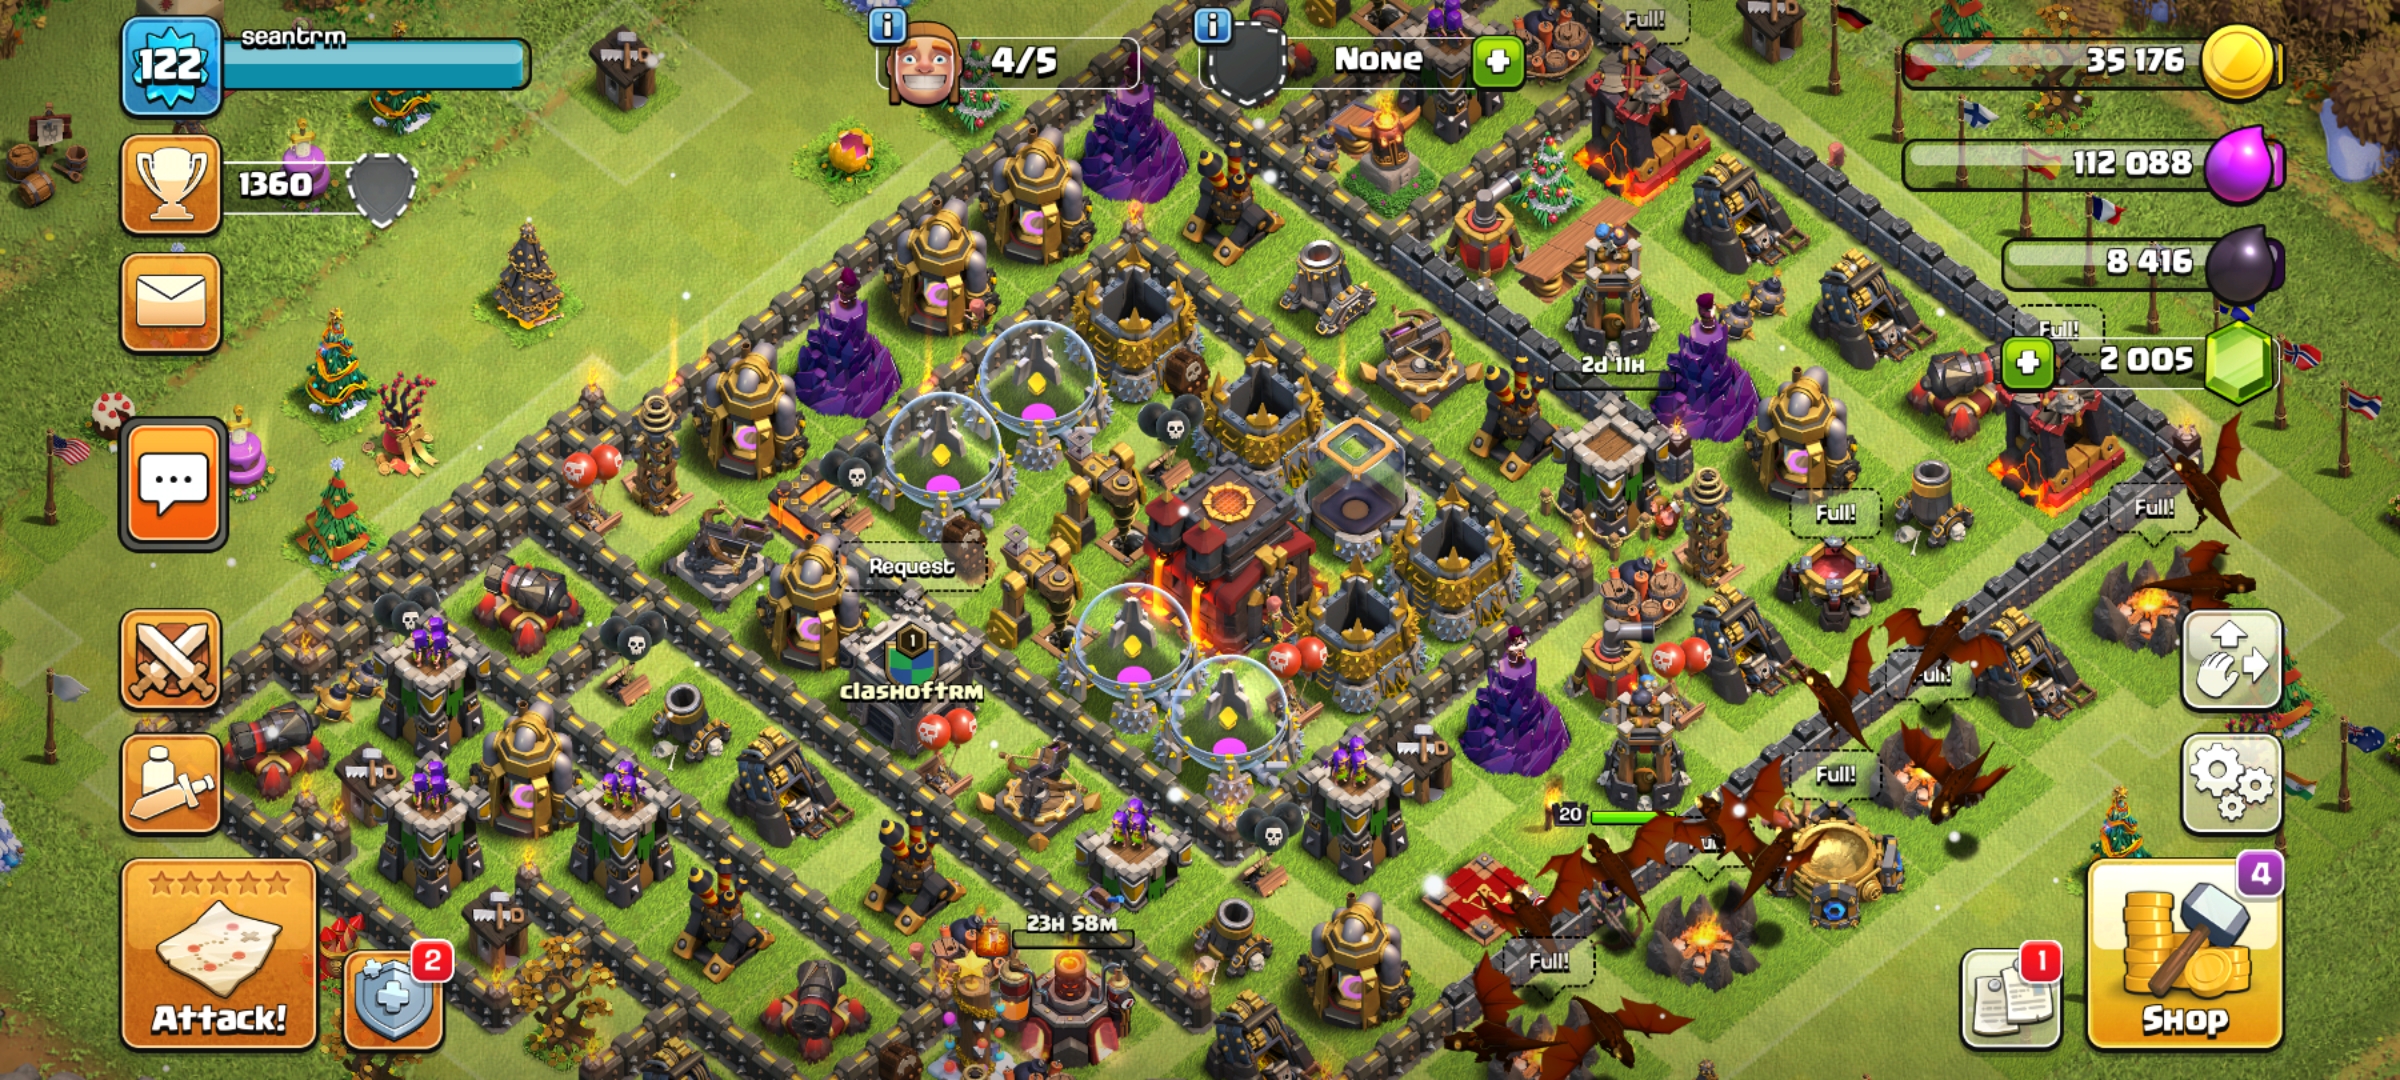 122
seantrm
4/5
None
Full!
35 176
1360
112 088
8 416
Full!
2 005
2d 11H
Full!
Full!
Request
1
clashoftrm
Full!
20
23H 58M
Full!
4
2
1
Attack!
Shop